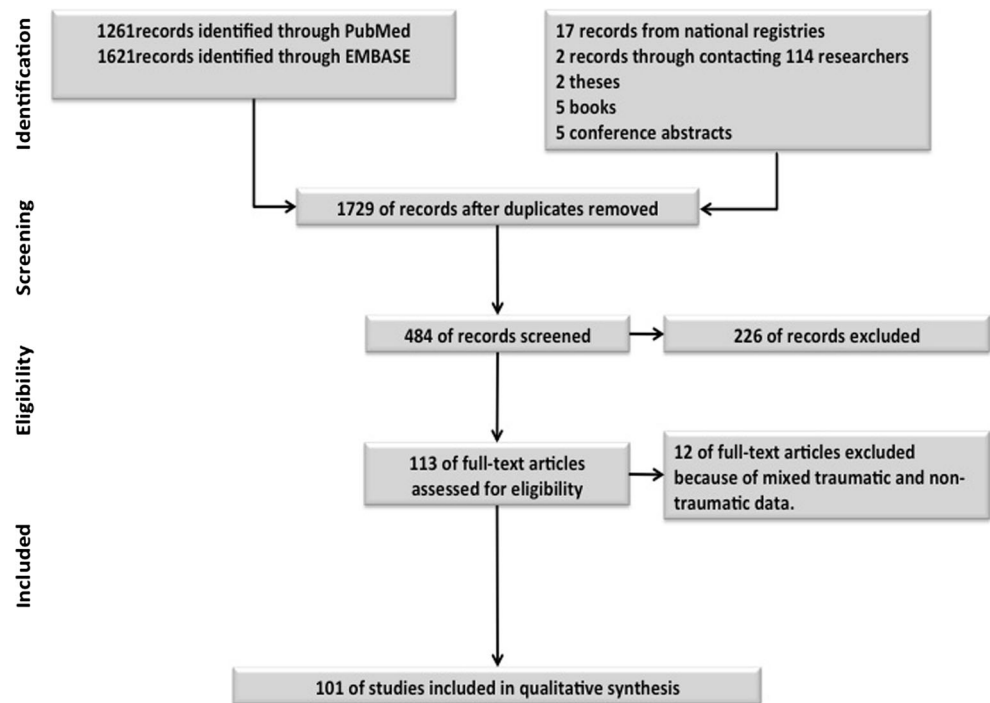 Identification
1261records identified through PubMed
1621records identified through EMBASE
17 records from national registries
2 records through contacting 114 researchers
2 theses
5 books
5 conference abstracts
Screening
1729 of records after duplicates removed
484 of records screened
226 of records excluded
Eligibility
113 of full-text articles
assessed for eligibility
12 of full-text articles excluded
because of mixed traumatic and non-
traumatic data.
Included
101 of studies included in qualitative synthesis